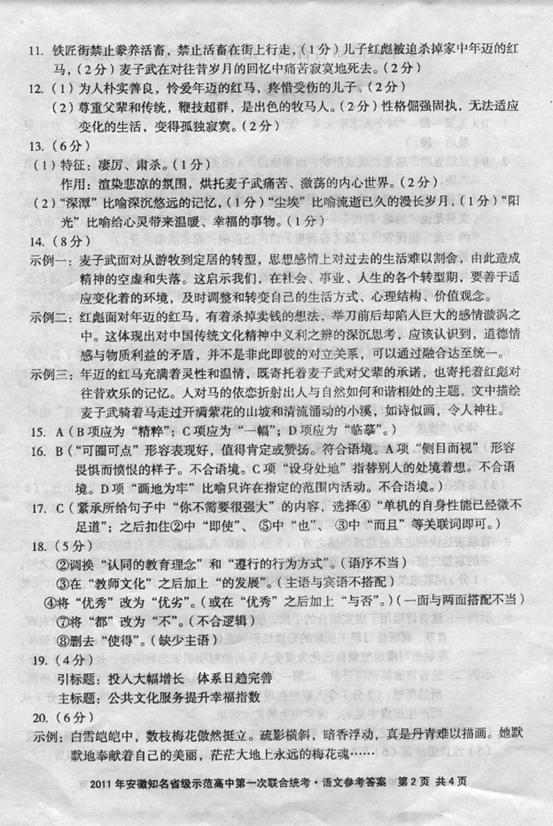 11. 铁匠街禁止豢养活畜，禁止活畜在街上行走，（1分）儿子红彪被追杀掉家中年迈的红
马，（2分）麦子武在对往昔岁月的回忆中痛苦寂寞地死去。（2分）
12.（1）为人朴实善良，怜爱年迈的红马，疼惜受伤的儿子。（2分）
（2）尊重父辈和传统，鞭技超群，是出色的牧马人。（2分）性格倔强固执，无法适应
变化的生活，变得孤独寂寞。（2分）
13.（6分）
（1）特征：凄厉、肃杀。（1分）
作用：渲染悲凉的氛围，烘托麦子武痛苦、激荡的内心世界。（2分）
（2）“深潭”比喻深沉悠远的记忆，（1分）“尘埃”比喻流逝已久的漫长岁月，（1分）“阳
光”比喻给心灵带来温暖、幸福的事物。（1分）
14.（8分）
示例一：麦子武面对从游牧到定居的转型，思想感情上对过去的生活难以割舍，由此造成
精神的空虚和失落。这启示我们，在社会、事业、人生的各个转型期，要善于适
应变化着的环境，及时调整和转变自己的生活方式、心理结构、价值观念。
示例二：红彪面对年迈的红马，有着杀掉卖钱的想法，举刀前后却陷入巨大的感情漩涡之
中。这体现出对中国传统文化精神中义利之辨的深沉思考，应该认识到，道德情
感与物质利益的矛盾，并不是非此即彼的对立关系，可以通过融合达至统一。
示例三：年迈的红马充满着灵性和温情，既寄托着麦子武对父辈的承诺，也寄托着红彪对
往昔欢乐的记忆。人对马的依恋折射出人与自然如何和谐相处的主题，文中描绘
麦子武骑着马走过开满紫花的山坡和清流涌动的小溪，如诗似画，令人神往。
15. A（B项应为“精粹”；C项应为“一幅”；D项应为“临摹”。）
16. B（“可圈可点”形容表现好，值得肯定或赞扬。符合语境。A项“侧目而视”形容
畏惧而愤恨的样子。不合语境。C项“设身处地”指替别人的处境着想。不合语
境。D项“画地为牢”比喻只许在指定的范围内活动。不合语境。）
17. C（紧承所给句子中“你不需要很强大”的内容，选择④“单机的自身性能已经微不
足道”；之后扣住②中“即使”、⑤中“也”、③中“而且”等关联词即可。）
18.（5分）
②调换“认同的教育理念”和“遵行的行为方式”。（语序不当）
③在“教师文化”之后加上“的发展”。（主语与宾语不搭配）
④将“优秀”改为“优劣”。（或在“优秀”之后加上“与否”。）（一面与两面搭配不当）
⑦将“都”改为“不”。（不合逻辑）
⑧删去“使得”。（缺少主语）
19.（4分）
引标题：投入大幅增长 体系日趋完善
主标题：公共文化服务提升幸福指数
20.（6分）
示例：白雪皑皑中，数枝梅花傲然挺立。疏影横斜，暗香浮动，真是丹青难以描画。她默
默地奉献着自己的美丽，茫茫大地上永远的梅花魂……
2011年安徽知名省级示范高中第一次联合统考·语文参考答案 第2页 共4页